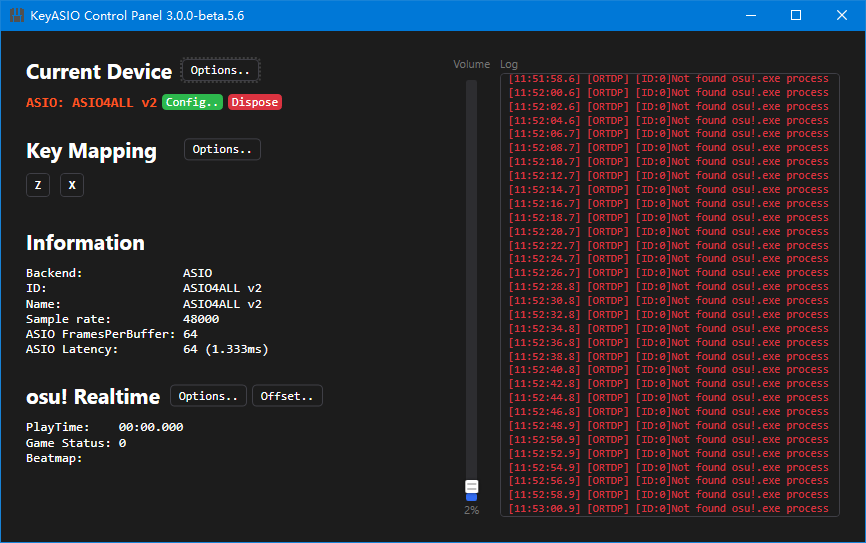 KeyASIO Control Panel 3.0.0-beta.5.6
Current Device Options..
ASIO: ASIO4ALL v2 Config.. Dispose
Key Mapping Options..
Z X
Information
Backend: ASIO
ID: ASIO4ALL v2
Name: ASIO4ALL v2
Sample rate: 48000
ASIO FramesPerBuffer: 64
ASIO Latency: 64 (1.333ms)
osu! Realtime Options.. Offset..
PlayTime: 00:00.000
Game Status: 0
Beatmap:
Volume
2%
Log
[11:51:58.6] [ORTDP] [ID:0]Not found osu!.exe process
[11:52:00.6] [ORTDP] [ID:0]Not found osu!.exe process
[11:52:02.6] [ORTDP] [ID:0]Not found osu!.exe process
[11:52:04.6] [ORTDP] [ID:0]Not found osu!.exe process
[11:52:06.7] [ORTDP] [ID:0]Not found osu!.exe process
[11:52:08.7] [ORTDP] [ID:0]Not found osu!.exe process
[11:52:10.7] [ORTDP] [ID:0]Not found osu!.exe process
[11:52:12.7] [ORTDP] [ID:0]Not found osu!.exe process
[11:52:14.7] [ORTDP] [ID:0]Not found osu!.exe process
[11:52:16.7] [ORTDP] [ID:0]Not found osu!.exe process
[11:52:18.7] [ORTDP] [ID:0]Not found osu!.exe process
[11:52:20.7] [ORTDP] [ID:0]Not found osu!.exe process
[11:52:22.7] [ORTDP] [ID:0]Not found osu!.exe process
[11:52:24.7] [ORTDP] [ID:0]Not found osu!.exe process
[11:52:26.7] [ORTDP] [ID:0]Not found osu!.exe process
[11:52:28.8] [ORTDP] [ID:0]Not found osu!.exe process
[11:52:30.8] [ORTDP] [ID:0]Not found osu!.exe process
[11:52:32.8] [ORTDP] [ID:0]Not found osu!.exe process
[11:52:34.8] [ORTDP] [ID:0]Not found osu!.exe process
[11:52:36.8] [ORTDP] [ID:0]Not found osu!.exe process
[11:52:38.8] [ORTDP] [ID:0]Not found osu!.exe process
[11:52:40.8] [ORTDP] [ID:0]Not found osu!.exe process
[11:52:42.8] [ORTDP] [ID:0]Not found osu!.exe process
[11:52:44.8] [ORTDP] [ID:0]Not found osu!.exe process
[11:52:46.8] [ORTDP] [ID:0]Not found osu!.exe process
[11:52:48.9] [ORTDP] [ID:0]Not found osu!.exe process
[11:52:50.9] [ORTDP] [ID:0]Not found osu!.exe process
[11:52:52.9] [ORTDP] [ID:0]Not found osu!.exe process
[11:52:54.9] [ORTDP] [ID:0]Not found osu!.exe process
[11:52:56.9] [ORTDP] [ID:0]Not found osu!.exe process
[11:52:58.9] [ORTDP] [ID:0]Not found osu!.exe process
[11:53:00.9] [ORTDP] [ID:0]Not found osu!.exe process